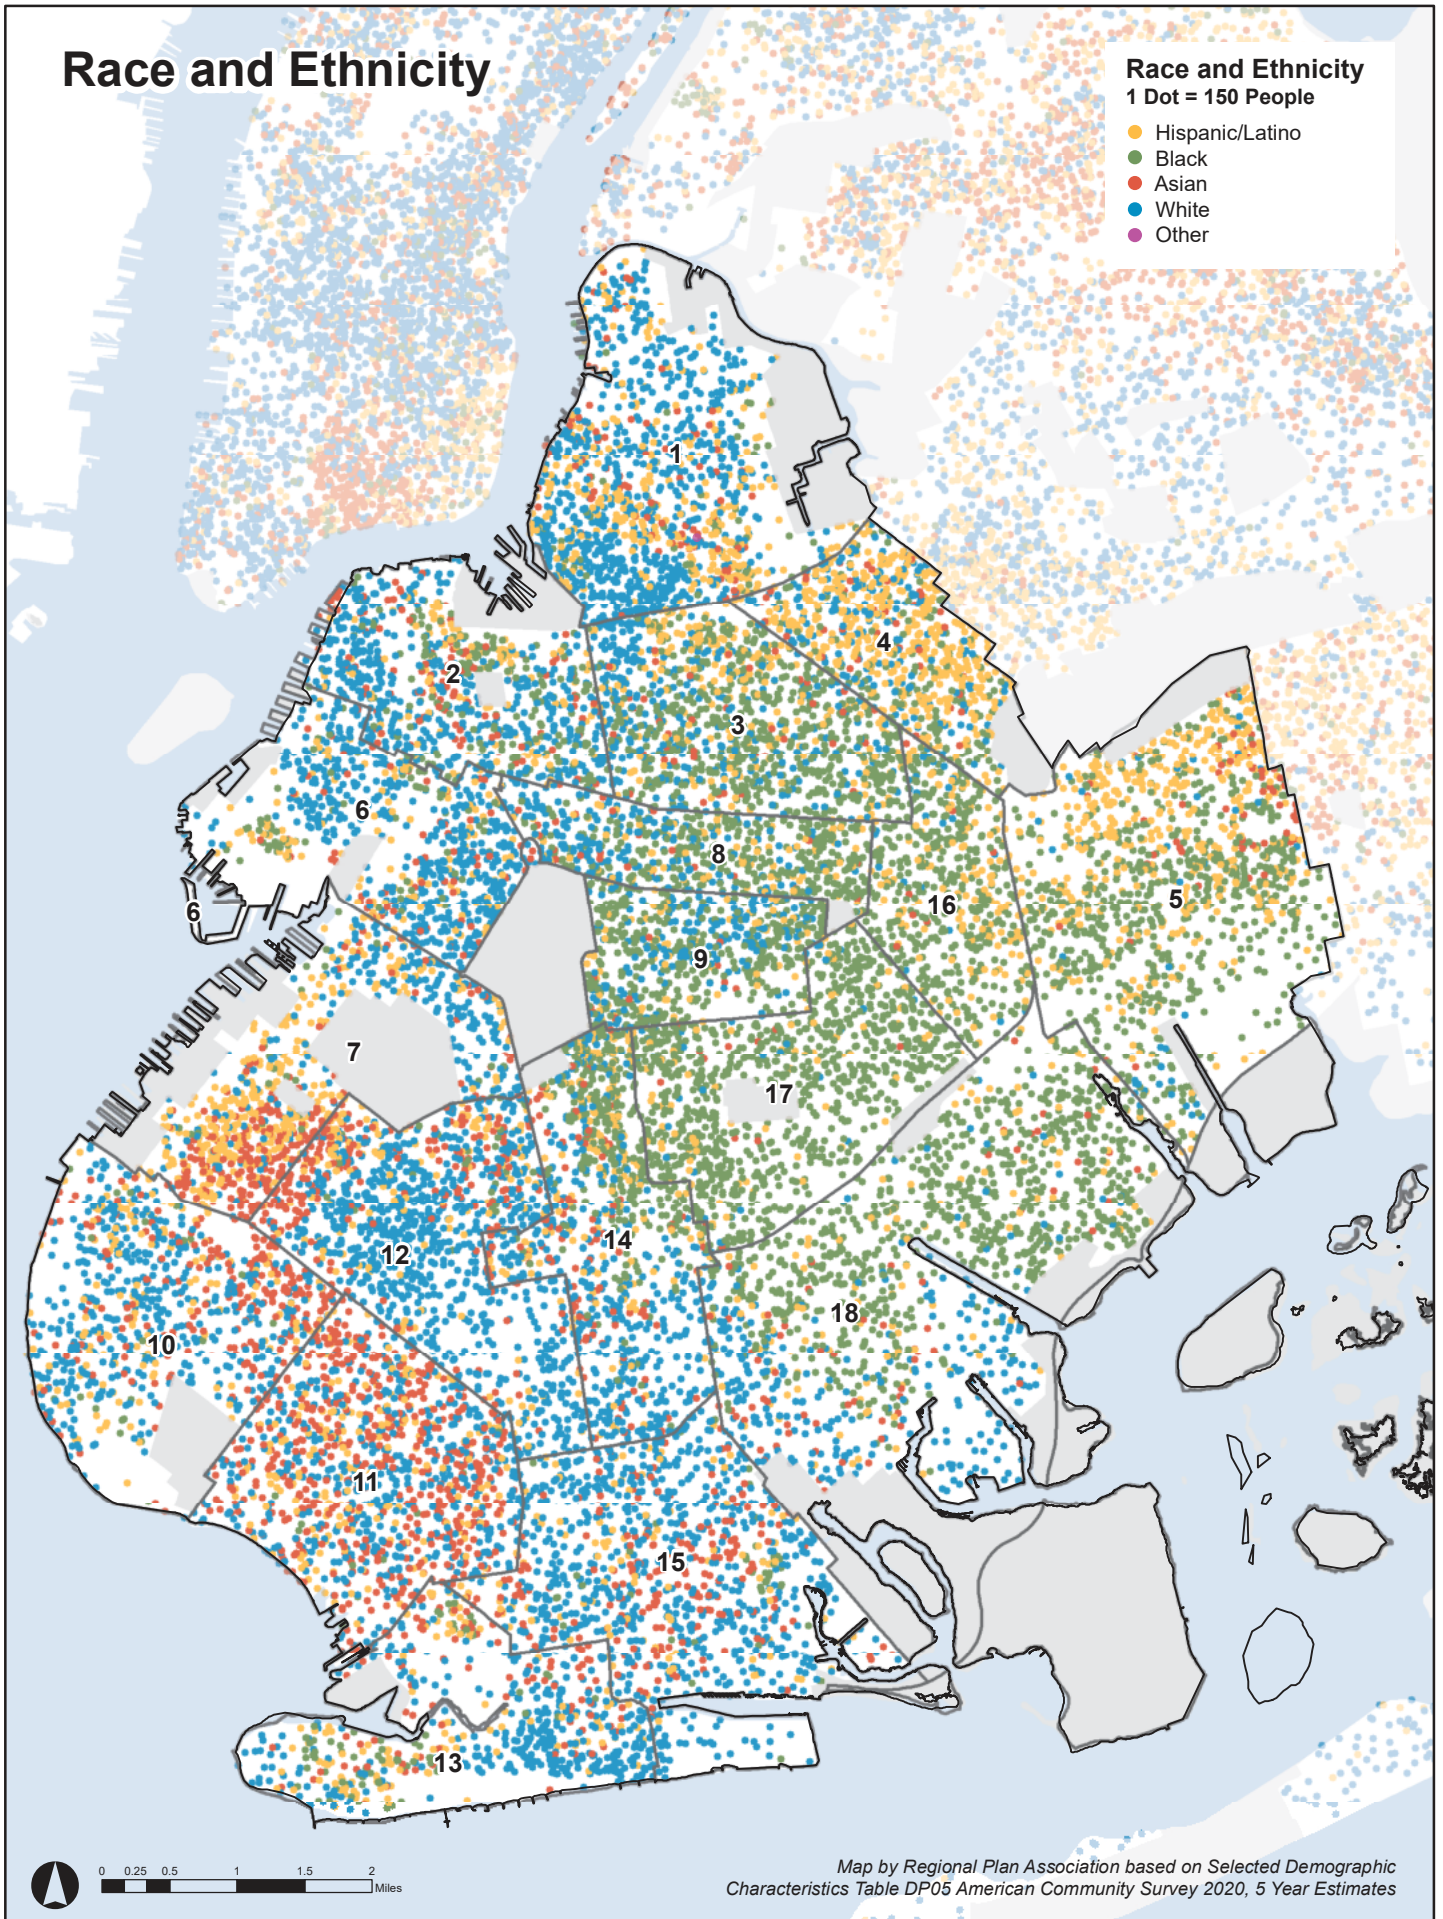 Race and Ethnicity
Race and Ethnicity
1 Dot = 150 People
Hispanic/Latino
Black
Asian
White
Other
1
4
2
3
6
8
5
16
6
9
7
17
14
12
18
10
11
15
13
0 0.25 0.5 1 1.5 2
Miles
Map by Regional Plan Association based on Selected Demographic
Characteristics Table DP05 American Community Survey 2020, 5 Year Estimates